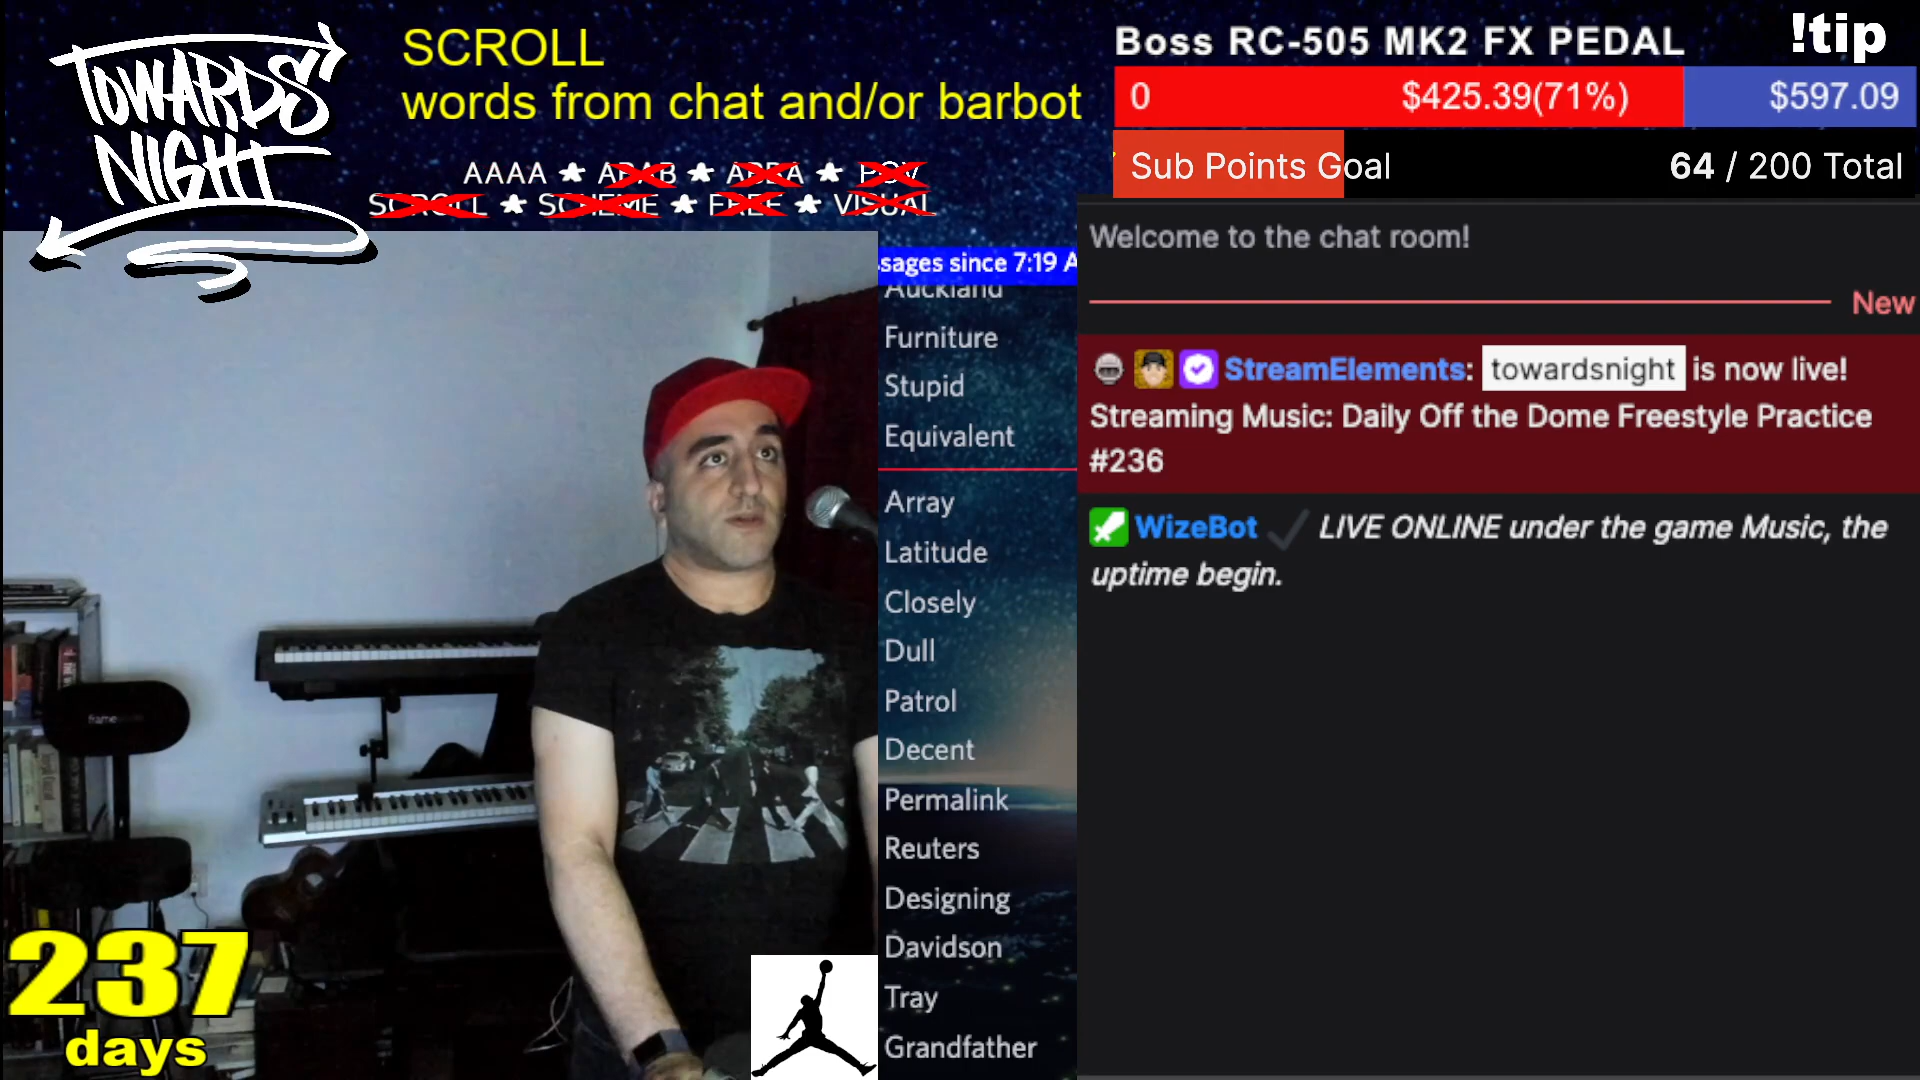 TOWARDS
NIGHT
SCROLL
words from chat and/or barbot
AAAA ★ ABAB ★ ABBA ★ POV
SCROLL ★ SCHEME ★ FREE ★ VISUAL
Boss RC-505 MK2 FX PEDAL
!tip
0 $425.39(71%) $597.09
Sub Points Goal 64 / 200 Total
ssages since 7:19 A
Auckland
Furniture
Stupid
Equivalent
Array
Latitude
Closely
Dull
Patrol
Decent
Permalink
Reuters
Designing
Davidson
Tray
Grandfather
Welcome to the chat room!
New
StreamElements: towardsnight is now live!
Streaming Music: Daily Off the Dome Freestyle Practice
#236
WizeBot LIVE ONLINE under the game Music, the
uptime begin.
frame
237
days